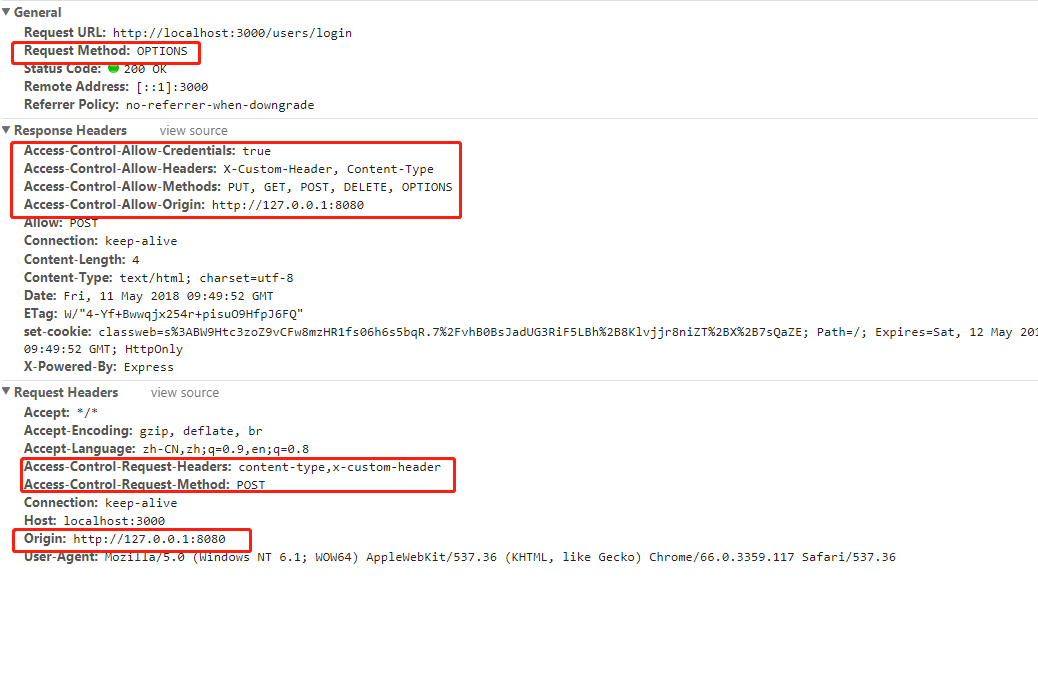 General
Request URL: http://localhost:3000/users/login
Request Method: OPTIONS
Status Code: 200 OK
Remote Address: [::1]:3000
Referrer Policy: no-referrer-when-downgrade
Response Headers view source
Access-Control-Allow-Credentials: true
Access-Control-Allow-Headers: X-Custom-Header, Content-Type
Access-Control-Allow-Methods: PUT, GET, POST, DELETE, OPTIONS
Access-Control-Allow-Origin: http://127.0.0.1:8080
Allow: POST
Connection: keep-alive
Content-Length: 4
Content-Type: text/html; charset=utf-8
Date: Fri, 11 May 2018 09:49:52 GMT
ETag: W/"4-Yf+Bwwqjx254r+pisuO9HfpJ6FQ"
set-cookie: classweb=s%3ABW9Htc3zoZ9vCFw8mzHR1fs06h6s5bqR.7%2FvhB0BsJadUG3RiF5LBh%2B8Klvjjr8niZT%2BX%2B7sQaZE; Path=/; Expires=Sat, 12 May 201
09:49:52 GMT; HttpOnly
X-Powered-By: Express
Request Headers view source
Accept: */*
Accept-Encoding: gzip, deflate, br
Accept-Language: zh-CN,zh;q=0.9,en;q=0.8
Access-Control-Request-Headers: content-type,x-custom-header
Access-Control-Request-Method: POST
Connection: keep-alive
Host: localhost:3000
Origin: http://127.0.0.1:8080
User-Agent: Mozilla/5.0 (Windows NT 6.1; WOW64) AppleWebKit/537.36 (KHTML, like Gecko) Chrome/66.0.3359.117 Safari/537.36